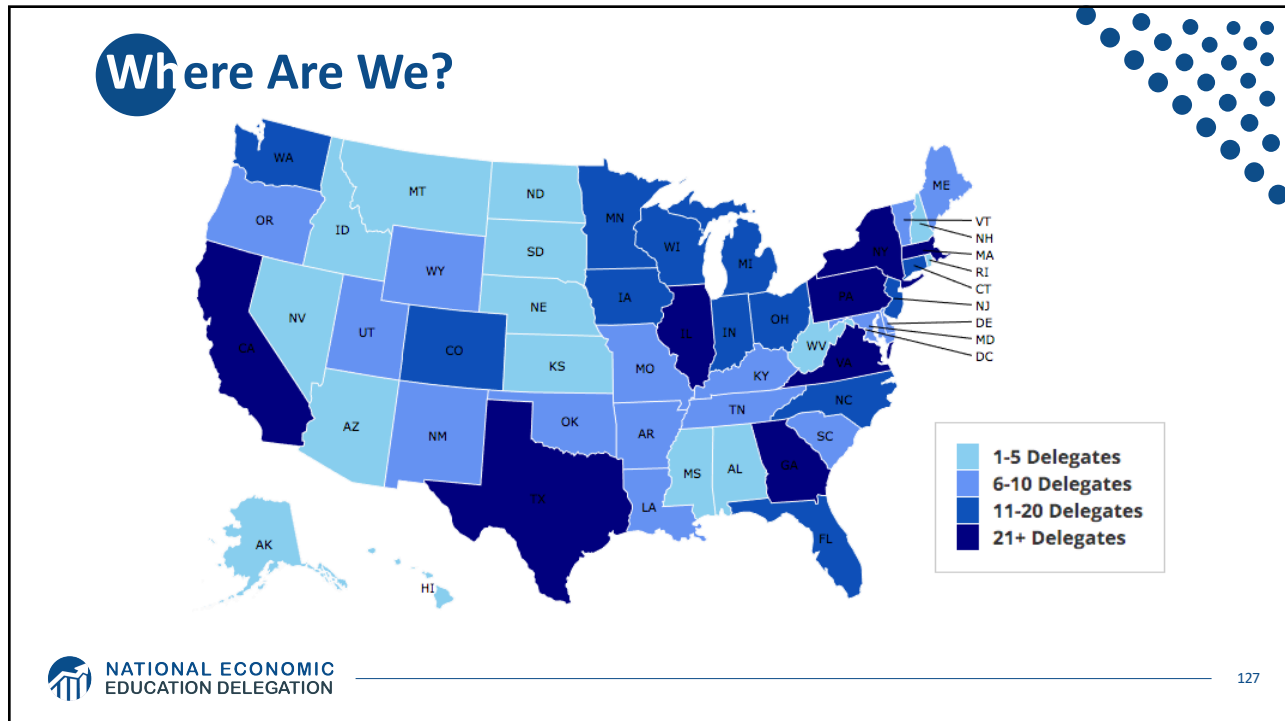 Where Are We?
WA
MT
ND
MN
ME
OR
ID
SD
WI
MI
NY
VT
NH
MA
RI
CT
NJ
DE
MD
DC
WY
NE
IA
PA
NV
UT
CO
IL
IN
OH
WV
VA
CA
KS
MO
KY
NC
AZ
NM
OK
AR
TN
SC
MS
AL
GA
TX
LA
FL
AK
HI
1-5 Delegates
6-10 Delegates
11-20 Delegates
21+ Delegates
NATIONAL ECONOMIC
EDUCATION DELEGATION
127